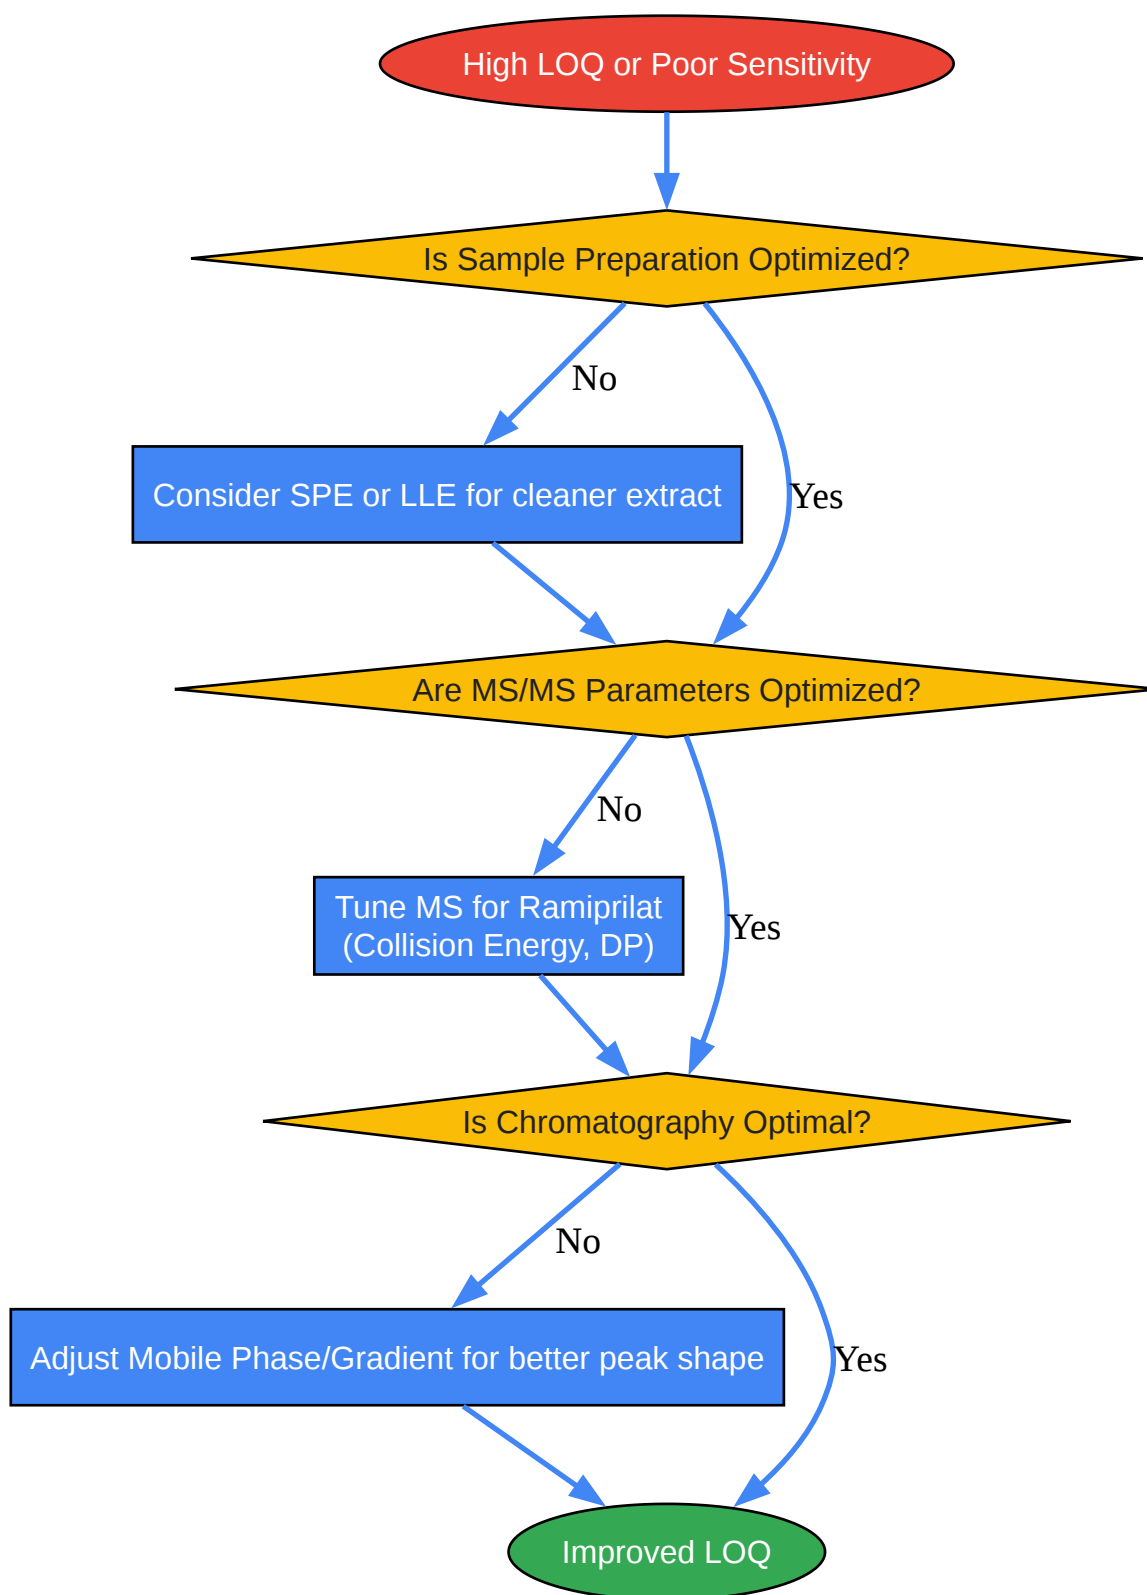 High LOQ or Poor Sensitivity
Is Sample Preparation Optimized?
No
Consider SPE or LLE for cleaner extract
Yes
Are MS/MS Parameters Optimized?
No
Tune MS for Ramiprilat
(Collision Energy, DP)
Yes
Is Chromatography Optimal?
No
Adjust Mobile Phase/Gradient for better peak shape
Yes
Improved LOQ